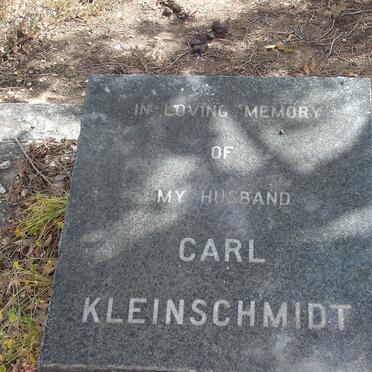 IN LOVING MEMORY
OF
MY HUSBAND
CARL
KLEINSCHMIDT